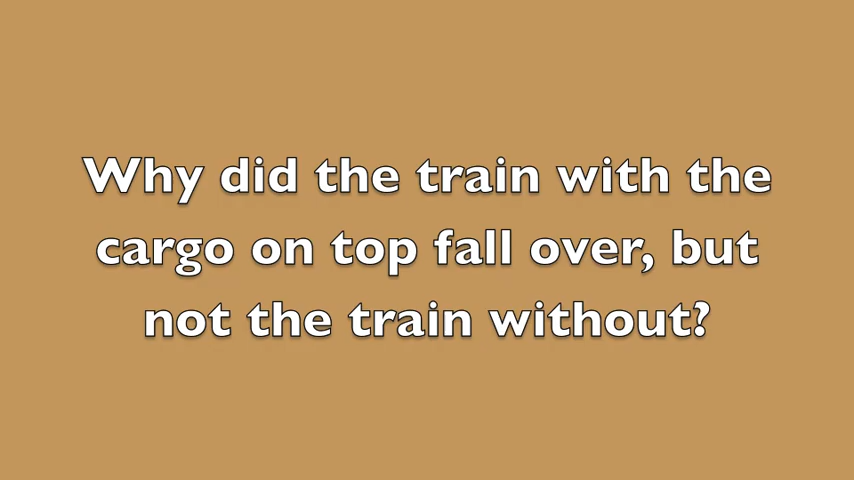 Why did the train with the
cargo on top fall over, but
not the train without?